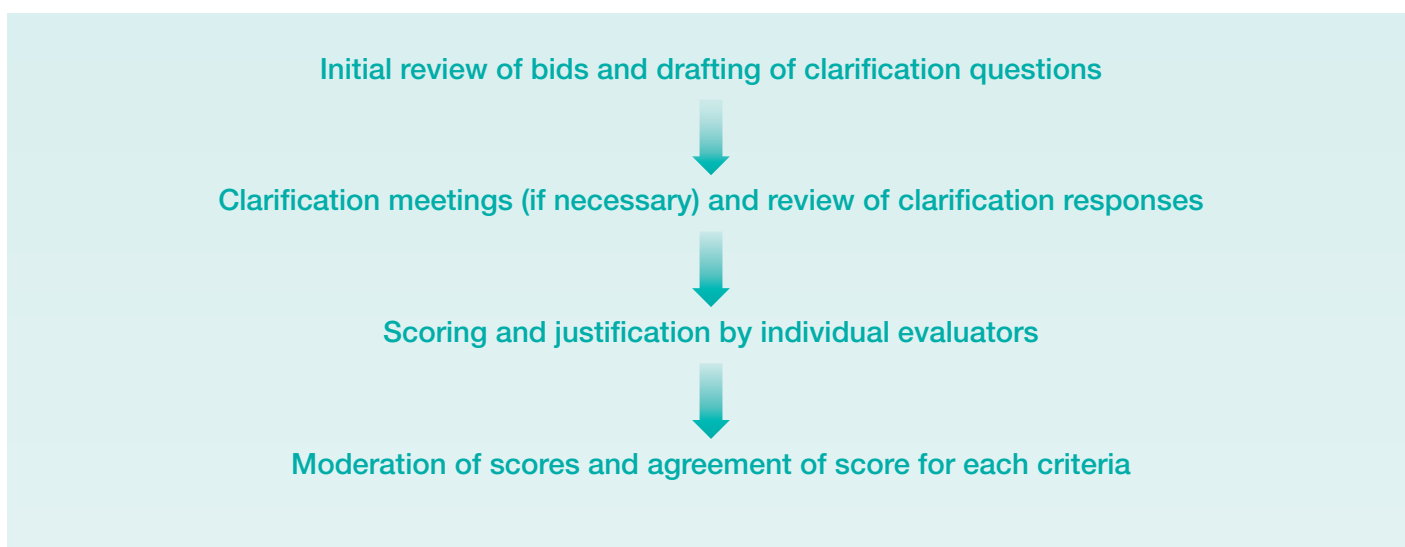 Initial review of bids and drafting of clarification questions
Clarification meetings (if necessary) and review of clarification responses
Scoring and justification by individual evaluators
Moderation of scores and agreement of score for each criteria